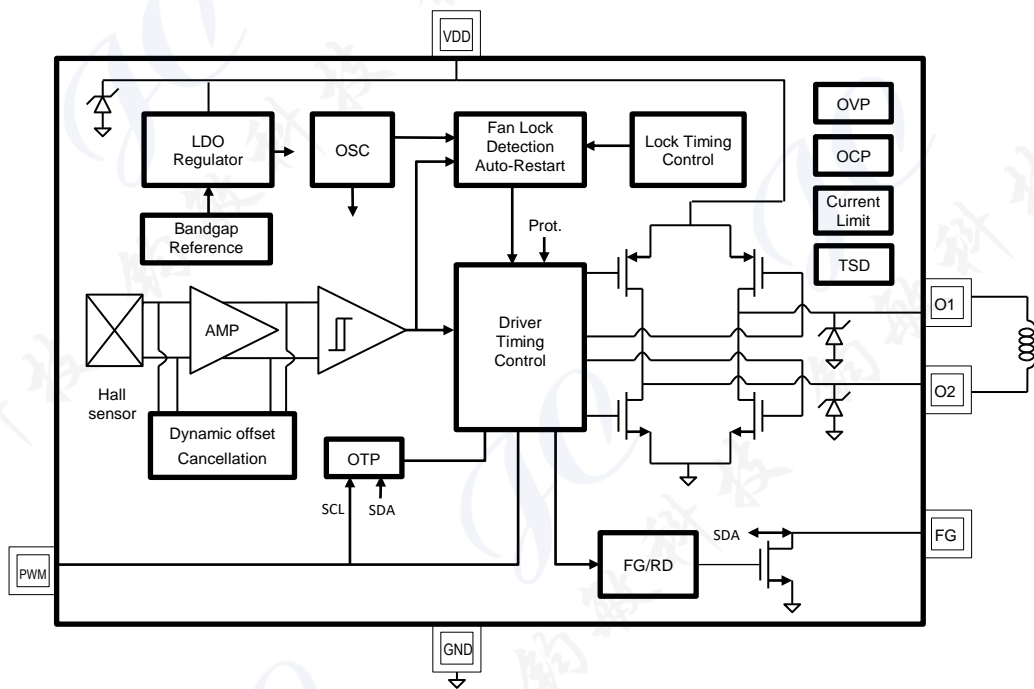 VDD
LDO
Regulator
OSC
Fan Lock
Detection
Auto-Restart
Lock Timing
Control
OVP
OCP
Current
Limit
TSD
Bandgap
Reference
Prot.
AMP
Driver
Timing
Control
O1
O2
Hall
sensor
Dynamic offset
Cancellation
OTP
SCL
SDA
SDA
FG
FG/RD
PWM
GND